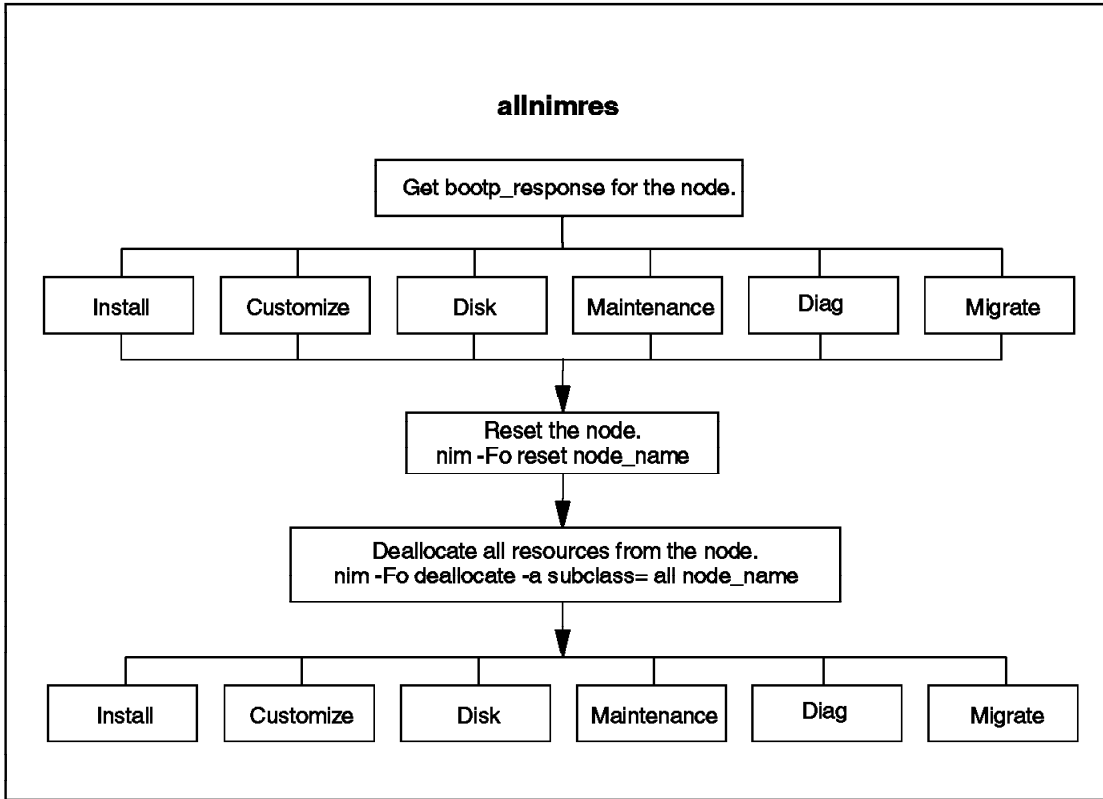 allnimres
Get bootp_response for the node.
Install
Customize
Disk
Maintenance
Diag
Migrate
Reset the node.
nim -Fo reset node_name
Deallocate all resources from the node.
nim -Fo deallocate -a subclass= all node_name
Install
Customize
Disk
Maintenance
Diag
Migrate